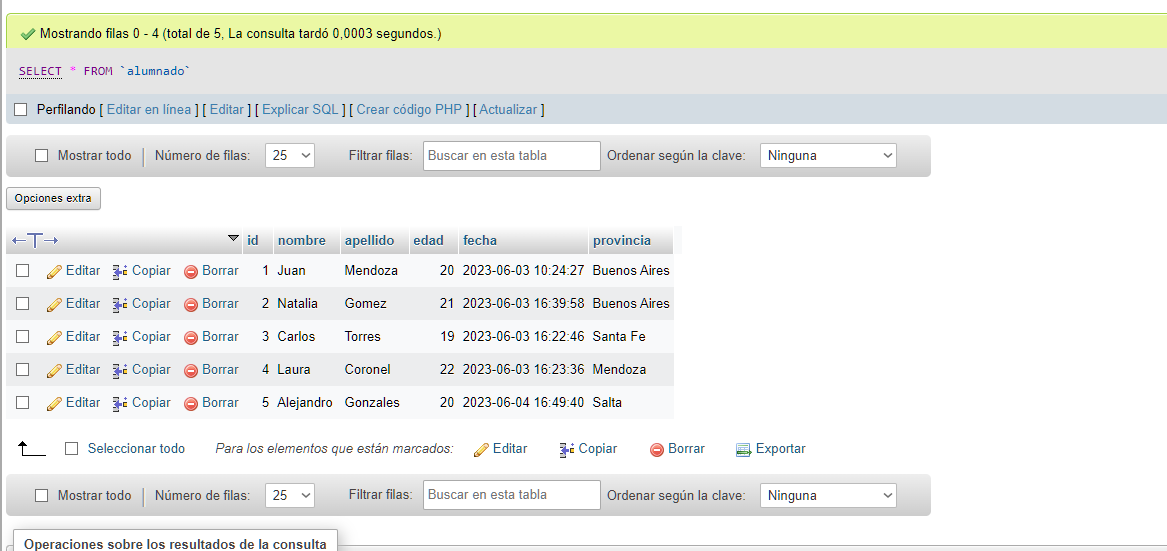 Mostrando filas 0 - 4 (total de 5, La consulta tardó 0,0003 segundos.)
SELECT * FROM `alumnado`
Perfilando [ Editar en línea ] [ Editar ] [ Explicar SQL ] [ Crear código PHP ] [ Actualizar ]
Mostrar todo Número de filas: 25 Filtrar filas: Buscar en esta tabla Ordenar según la clave: Ninguna
Opciones extra
id nombre apellido edad fecha provincia
Editar Copiar Borrar 1 Juan Mendoza 20 2023-06-03 10:24:27 Buenos Aires
Editar Copiar Borrar 2 Natalia Gomez 21 2023-06-03 16:39:58 Buenos Aires
Editar Copiar Borrar 3 Carlos Torres 19 2023-06-03 16:22:46 Santa Fe
Editar Copiar Borrar 4 Laura Coronel 22 2023-06-03 16:23:36 Mendoza
Editar Copiar Borrar 5 Alejandro Gonzales 20 2023-06-04 16:49:40 Salta
Seleccionar todo Para los elementos que están marcados: Editar Copiar Borrar Exportar
Mostrar todo Número de filas: 25 Filtrar filas: Buscar en esta tabla Ordenar según la clave: Ninguna
Operaciones sobre los resultados de la consulta